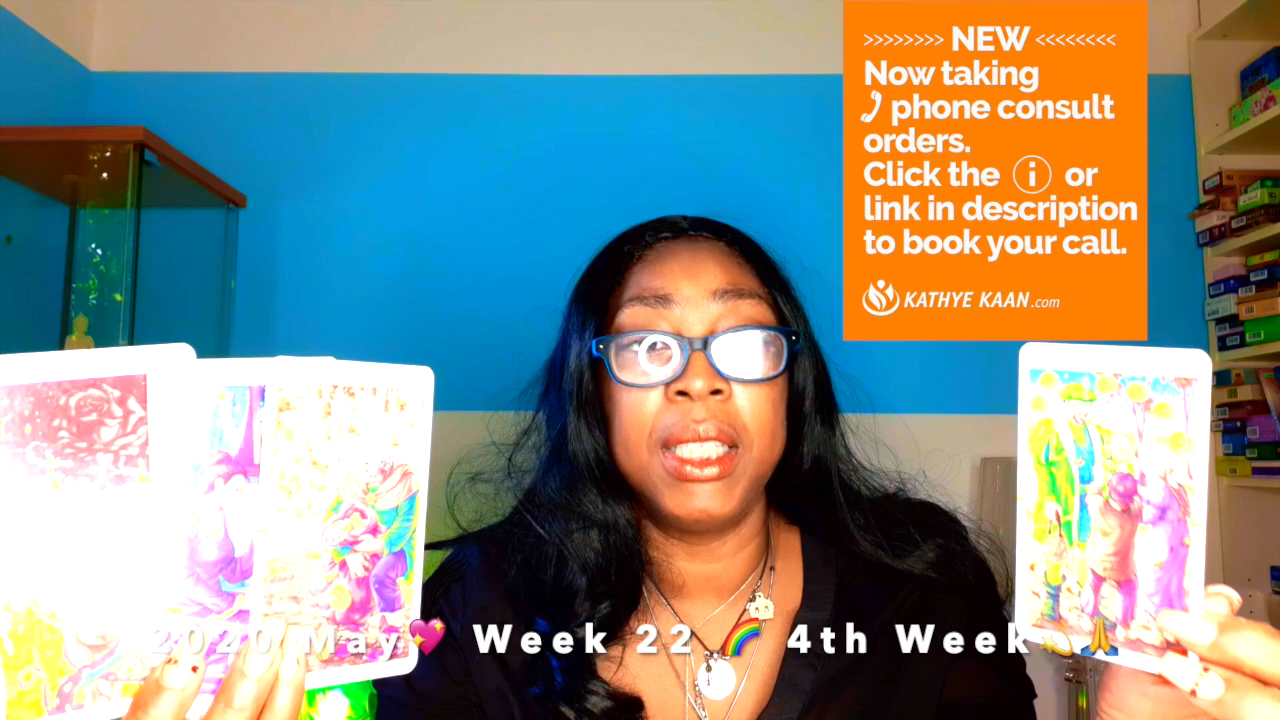 >>>>>>>> NEW <<<<<<<<
Now taking
phone consult
orders.
Click the ⓘ or
link in description
to book your call.
KATHYE KAAN.com
2020 May💖 Week 22 🌈 4th Week 💫🙏